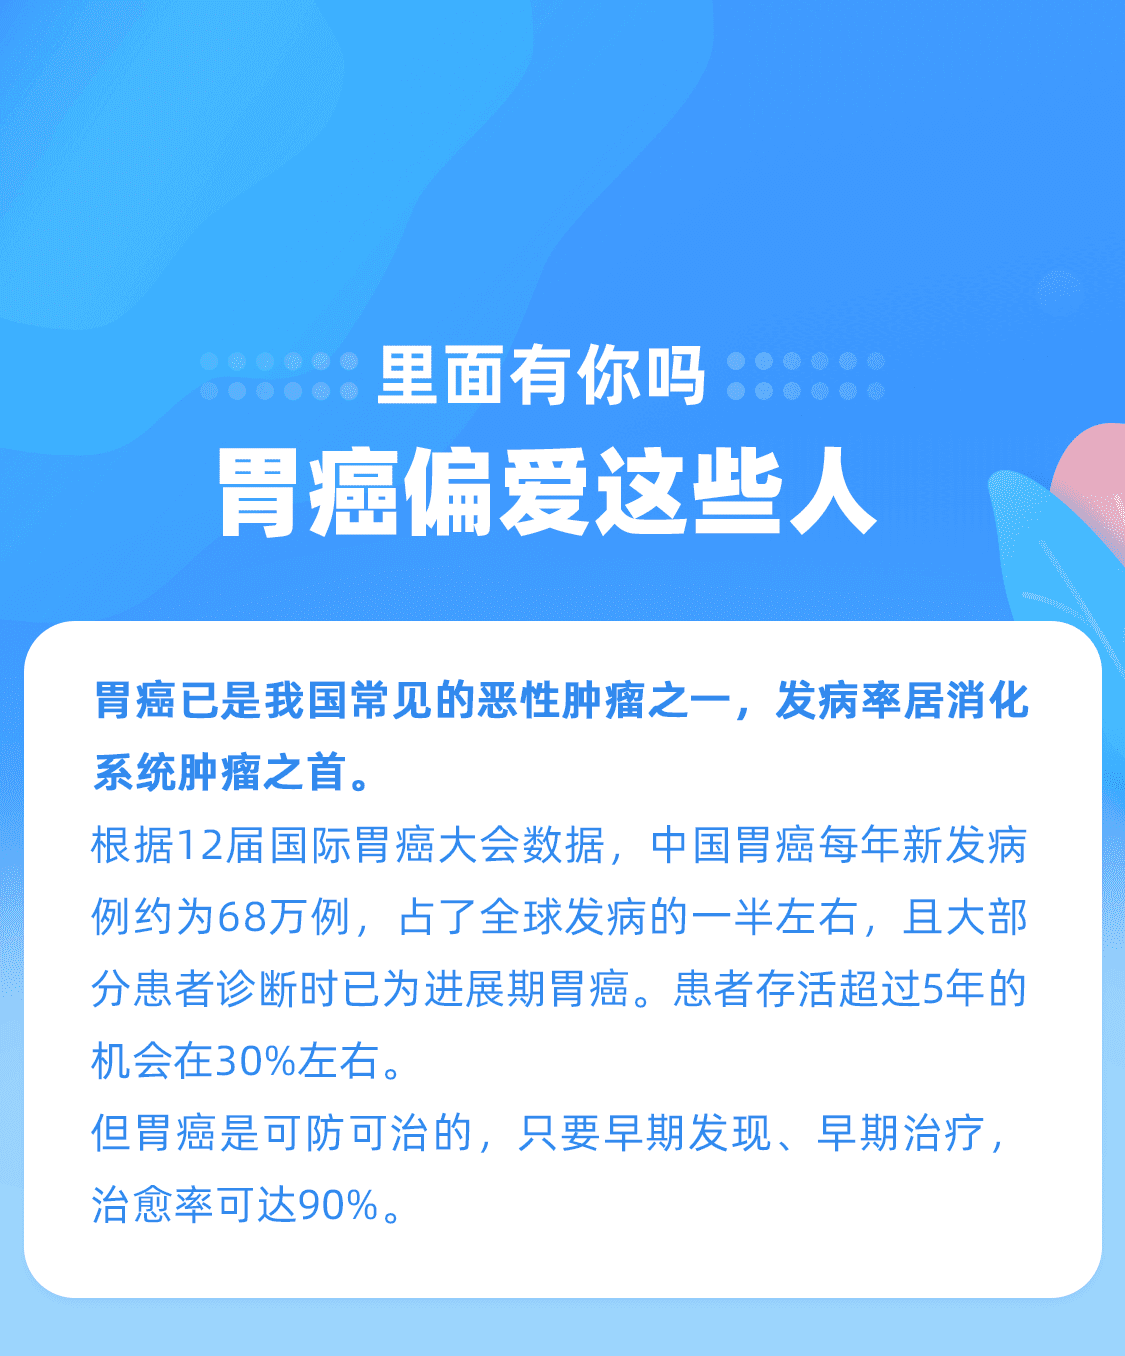 里面有你吗
胃癌偏爱这些人
胃癌已是我国常见的恶性肿瘤之一，发病率居消化
系统肿瘤之首。
根据12届国际胃癌大会数据，中国胃癌每年新发病
例约为68万例，占了全球发病的一半左右，且大部
分患者诊断时已为进展期胃癌。患者存活超过5年的
机会在30%左右。
但胃癌是可防可治的，只要早期发现、早期治疗，
治愈率可达90%。